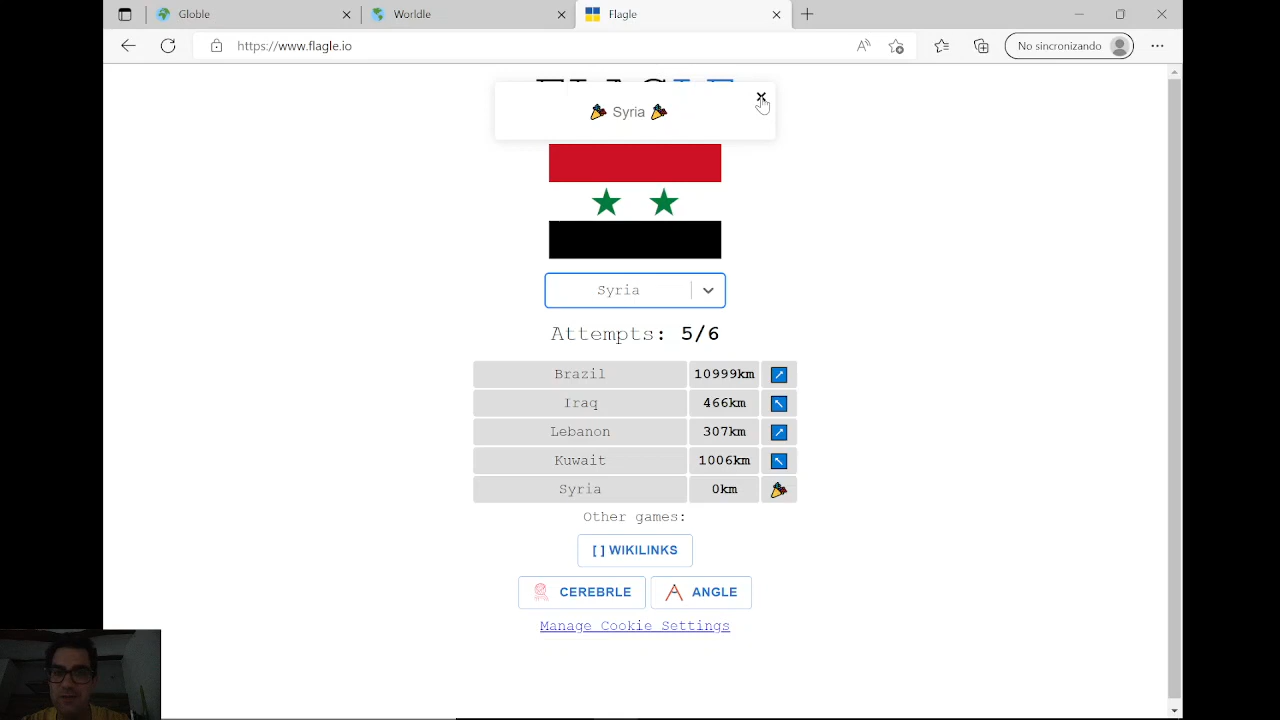 Globle
Worldle
Flagle
https://www.flagle.io
No sincronizando
Syria
Syria
Attempts: 5/6
Brazil 10999km
Iraq 466km
Lebanon 307km
Kuwait 1006km
Syria 0km
Other games:
[ ] WIKILINKS
CEREBRLE ANGLE
Manage Cookie Settings